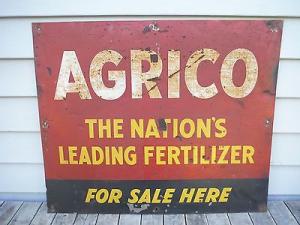 AGRICO
THE NATION'S
LEADING FERTILIZER
FOR SALE HERE